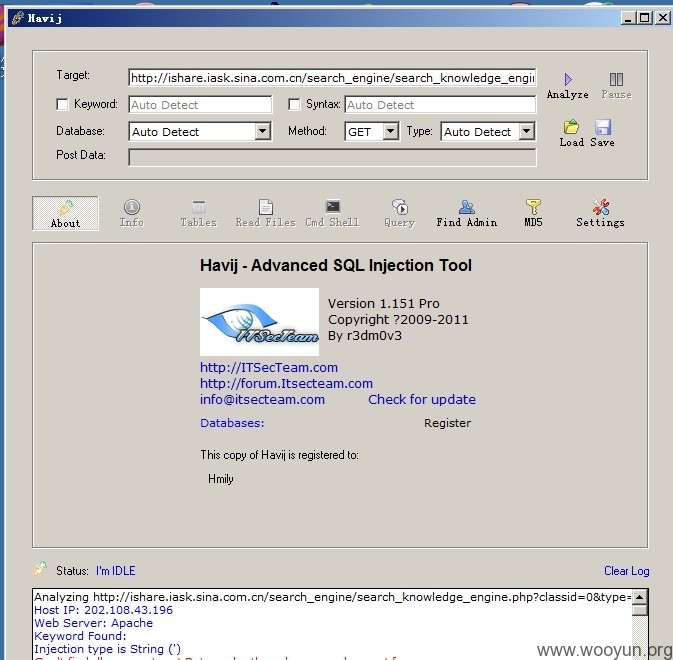 Havij
Target: http://ishare.iask.sina.com.cn/search_engine/search_knowledge_engi
Analyze Pause
Keyword: Auto Detect Syntax: Auto Detect
Database: Auto Detect Method: GET Type: Auto Detect
Load Save
Post Data:
About Info Tables Read Files Cmd Shell Query Find Admin MD5 Settings
Havij - Advanced SQL Injection Tool
ITSecTeam
Version 1.151 Pro
Copyright ?2009-2011
By r3dm0v3
http://ITSecTeam.com
http://forum.Itsecteam.com
info@itsecteam.com Check for update
Databases: Register
This copy of Havij is registered to:
Hmily
Status: I'm IDLE Clear Log
Analyzing http://ishare.iask.sina.com.cn/search_engine/search_knowledge_engine.php?classid=0&type=
Host IP: 202.108.43.196
Web Server: Apache
Keyword Found:
Injection type is String (')
www.wooyun.org